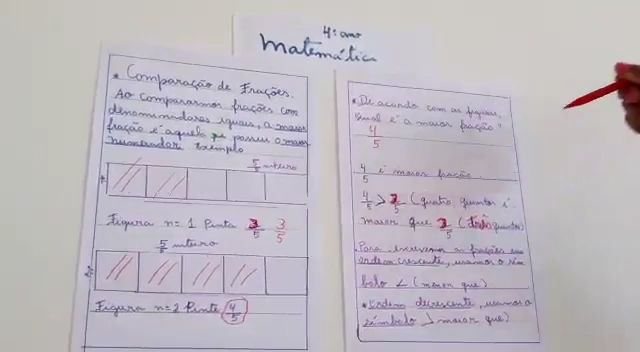 4º ano
Matemática
* Comparação de Frações.
Ao compararmos frações com
denominadores iguais, a maior
fração é aquela que possui o maior
numerador. Exemplo
5/5 inteiro
Figura nº 1 Pinte 3/5 3/5
5/5 inteiro
Figura nº 2 Pinte 4/5
* De acordo com as figuras,
qual é a maior fração?
4/5
4/5 é maior fração.
4/5 > 3/5 (quatro quintos é
maior que 3/5 (três quintos)
Para escrevermos as frações em
ordem crescente, usamos o sím
bolo < (menor que)
* Ordem decrescente, usamos o
símbolo > maior que)